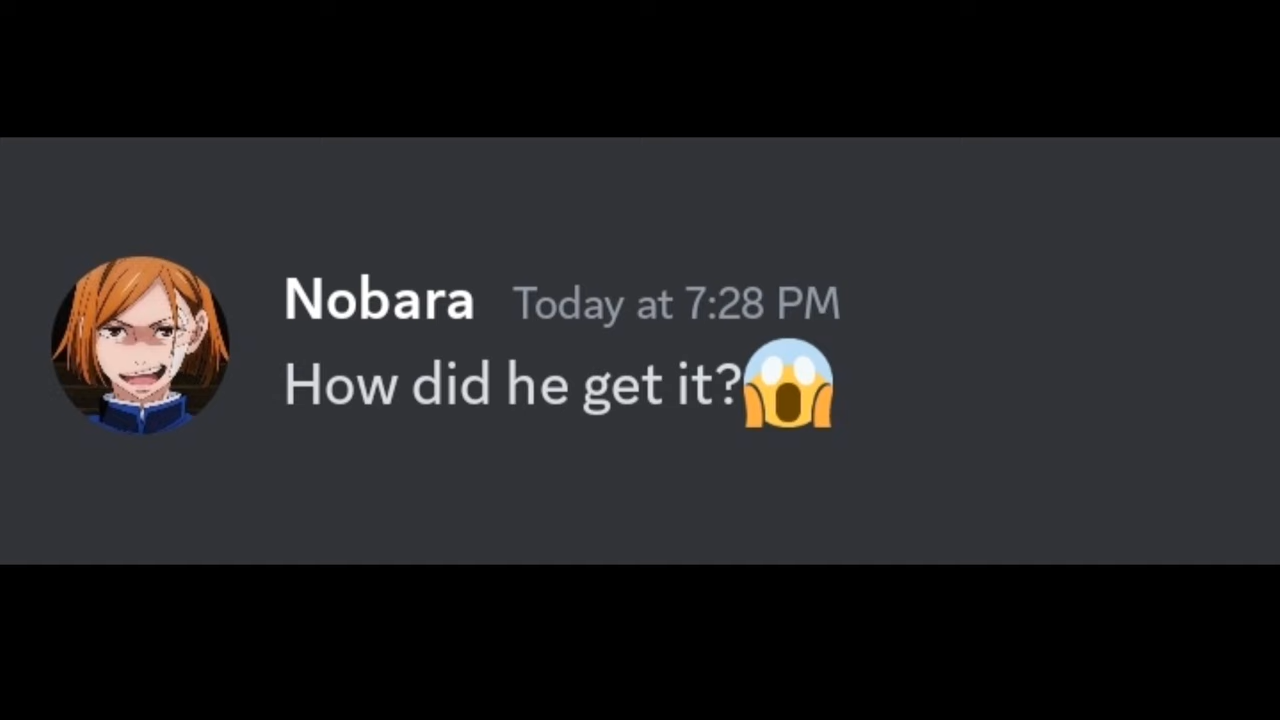 Nobara Today at 7:28 PM
How did he get it?😱